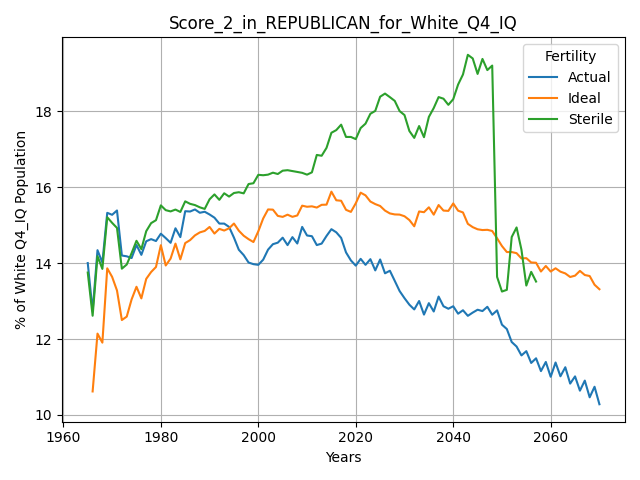 Score_2_in_REPUBLICAN_for_White_Q4_IQ
% of White Q4_IQ Population
18
16
14
12
10
Fertility
Actual
Ideal
Sterile
1960
1980
2000
2020
2040
2060
Years